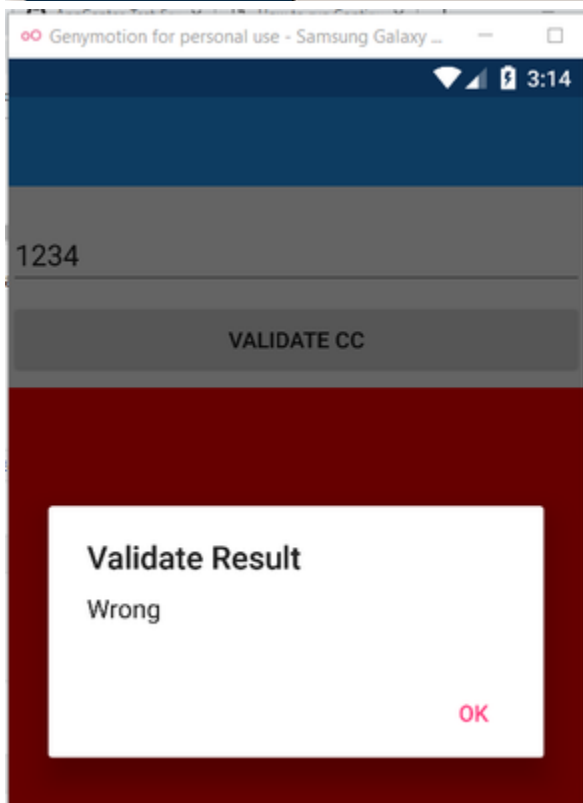 Genymotion for personal use - Samsung Galaxy ...
3:14
1234
VALIDATE CC
Validate Result
Wrong
OK